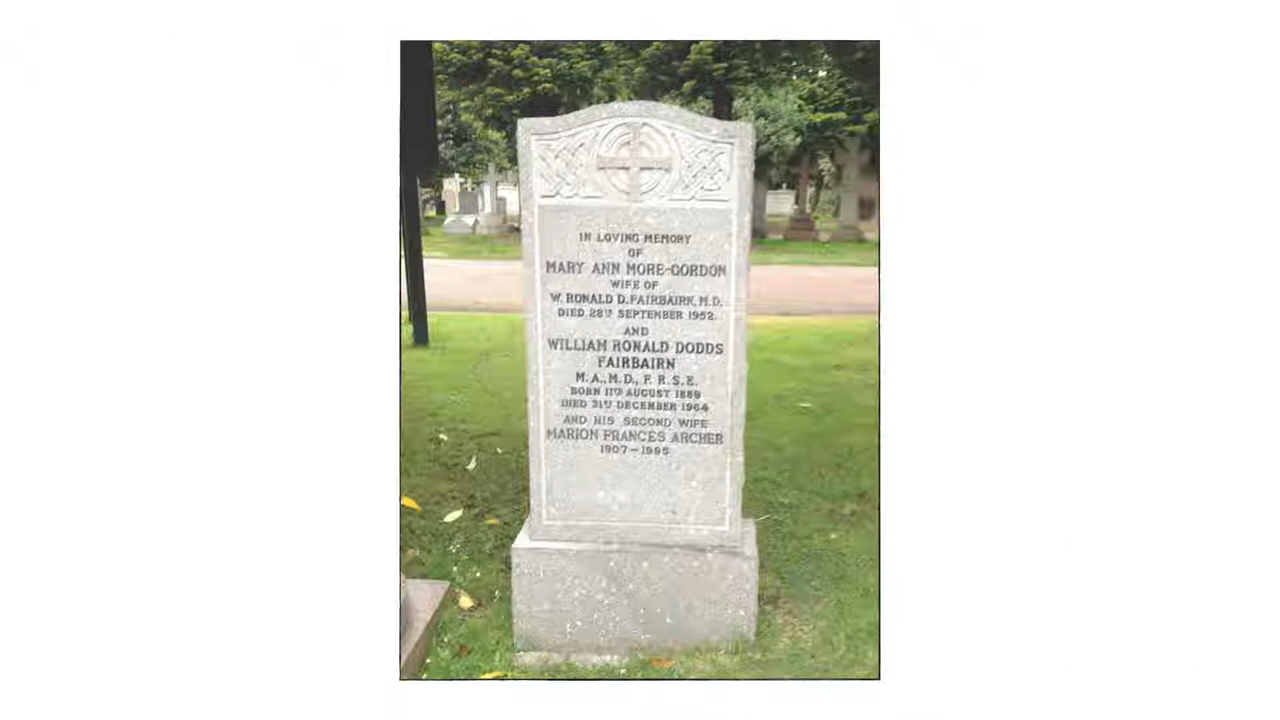 IN LOVING MEMORY
OF
MARY ANN MORE-GORDON
WIFE OF
W. RONALD D. FAIRBAIRN, M.D.
DIED 28TH SEPTEMBER 1952.
AND
WILLIAM RONALD DODDS
FAIRBAIRN
M.A., M.D., F.R.S.E.
BORN 11TH AUGUST 1889
DIED 31ST DECEMBER 1964
AND HIS SECOND WIFE
MARION FRANCES ARCHER
1907-1995